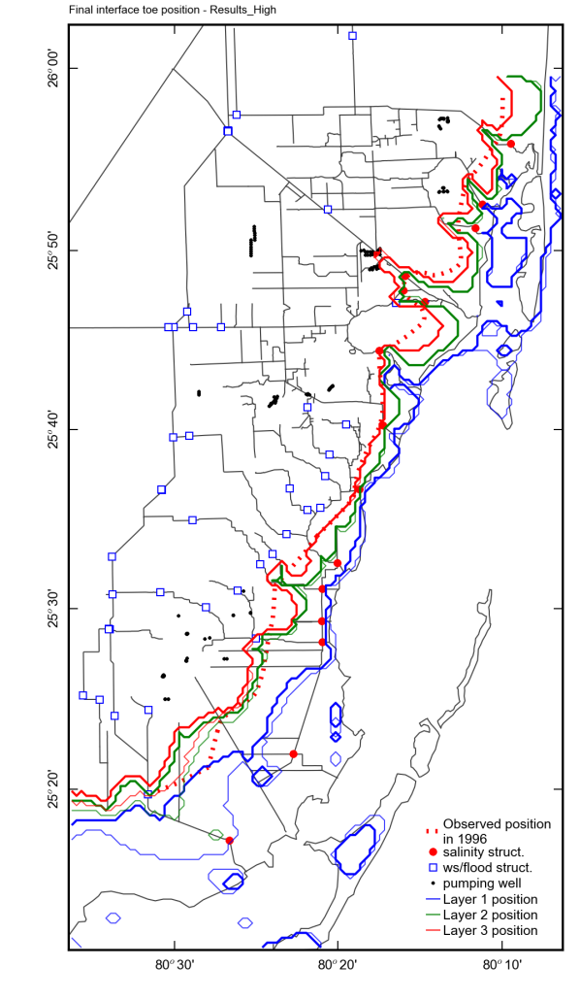 Final interface toe position - Results_High
26°00'
25°50'
25°40'
25°30'
25°20'
Observed position
in 1996
salinity struct.
ws/flood struct.
pumping well
Layer 1 position
Layer 2 position
Layer 3 position
80°30'
80°20'
80°10'